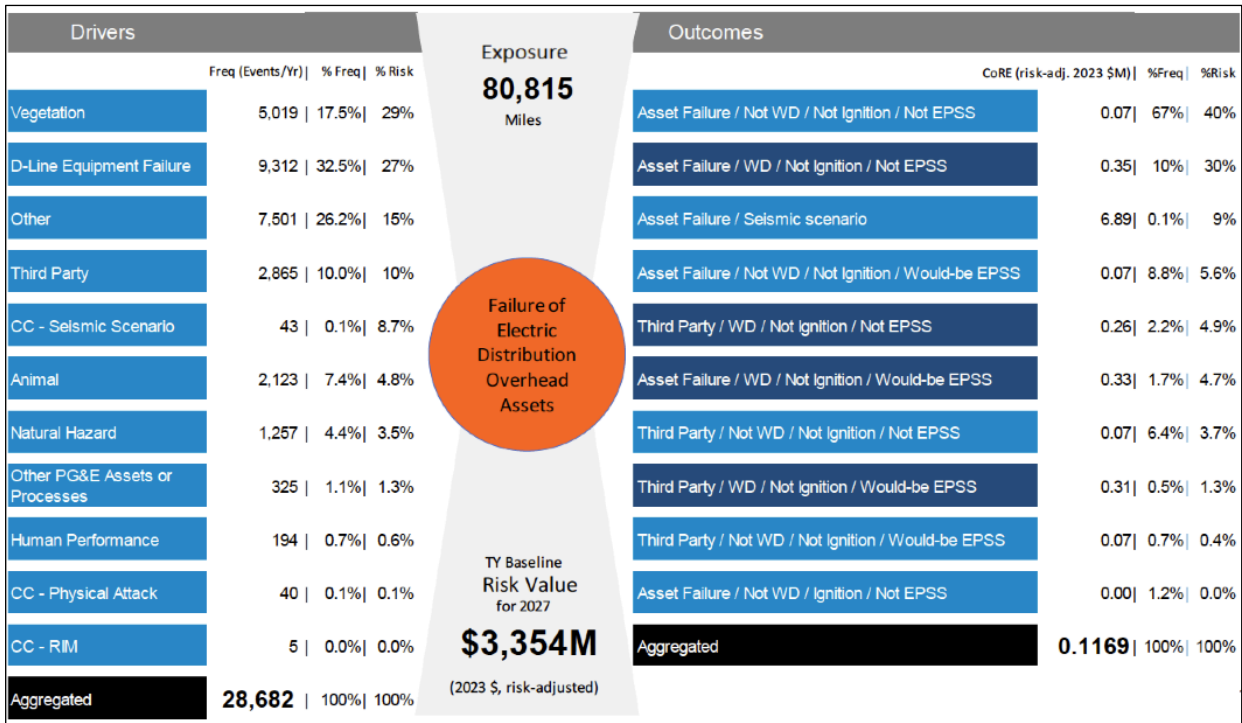 Drivers
Freq (Events/Yr)| % Freq| % Risk
Vegetation 5,019 | 17.5%| 29%
D-Line Equipment Failure 9,312 | 32.5%| 27%
Other 7,501 | 26.2%| 15%
Third Party 2,865 | 10.0%| 10%
CC - Seismic Scenario 43 | 0.1%| 8.7%
Animal 2,123 | 7.4%| 4.8%
Natural Hazard 1,257 | 4.4%| 3.5%
Other PG&E Assets or
Processes 325 | 1.1%| 1.3%
Human Performance 194 | 0.7%| 0.6%
CC - Physical Attack 40 | 0.1%| 0.1%
CC - RIM 5 | 0.0%| 0.0%
Aggregated 28,682 | 100%| 100%
Exposure
80,815
Miles
Failure of
Electric
Distribution
Overhead
Assets
TY Baseline
Risk Value
for 2027
$3,354M
(2023 $, risk-adjusted)
Outcomes
CoRE (risk-adj. 2023 $M)| %Freq| %Risk
Asset Failure / Not WD / Not Ignition / Not EPSS 0.07| 67%| 40%
Asset Failure / WD / Not Ignition / Not EPSS 0.35| 10%| 30%
Asset Failure / Seismic scenario 6.89| 0.1%| 9%
Asset Failure / Not WD / Not Ignition / Would-be EPSS 0.07| 8.8%| 5.6%
Third Party / WD / Not Ignition / Not EPSS 0.26| 2.2%| 4.9%
Asset Failure / WD / Not Ignition / Would-be EPSS 0.33| 1.7%| 4.7%
Third Party / Not WD / Not Ignition / Not EPSS 0.07| 6.4%| 3.7%
Third Party / WD / Not Ignition / Would-be EPSS 0.31| 0.5%| 1.3%
Third Party / Not WD / Not Ignition / Would-be EPSS 0.07| 0.7%| 0.4%
Asset Failure / Not WD / Ignition / Not EPSS 0.00| 1.2%| 0.0%
Aggregated 0.1169| 100%| 100%